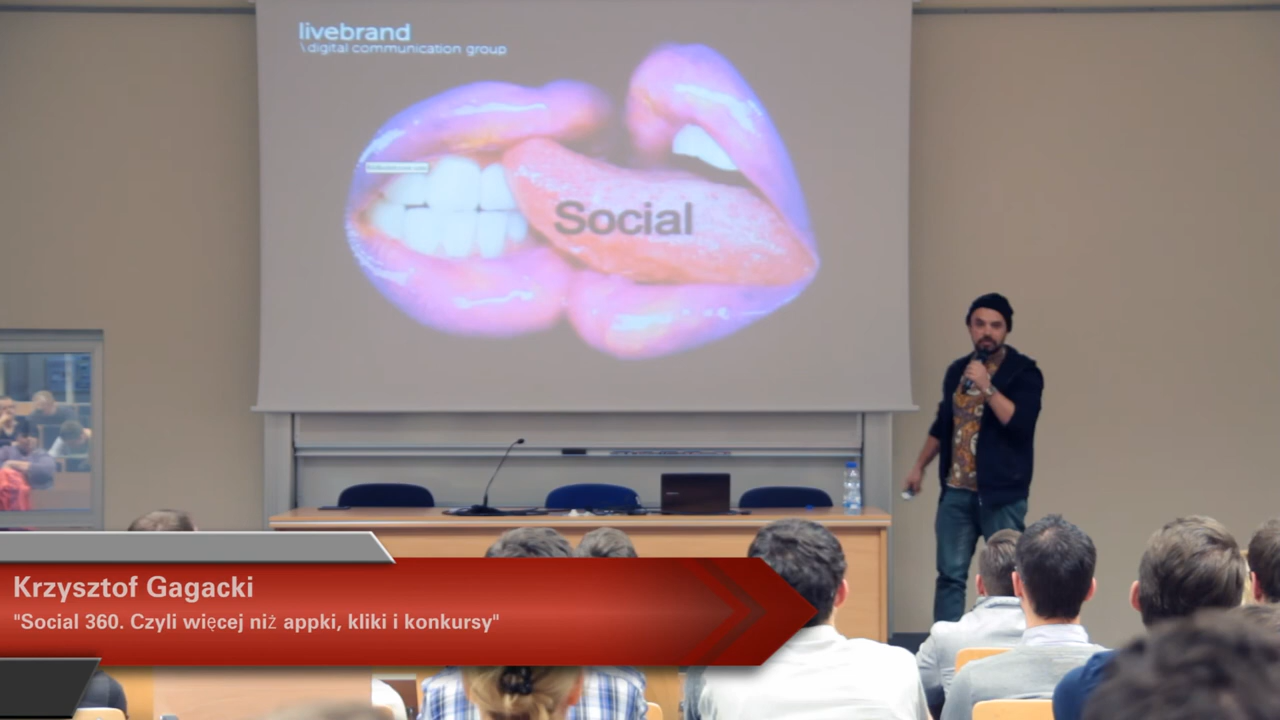 livebrand
\ digital communication group
Social
Krzysztof Gagacki
"Social 360. Czyli więcej niż appki, kliki i konkursy"